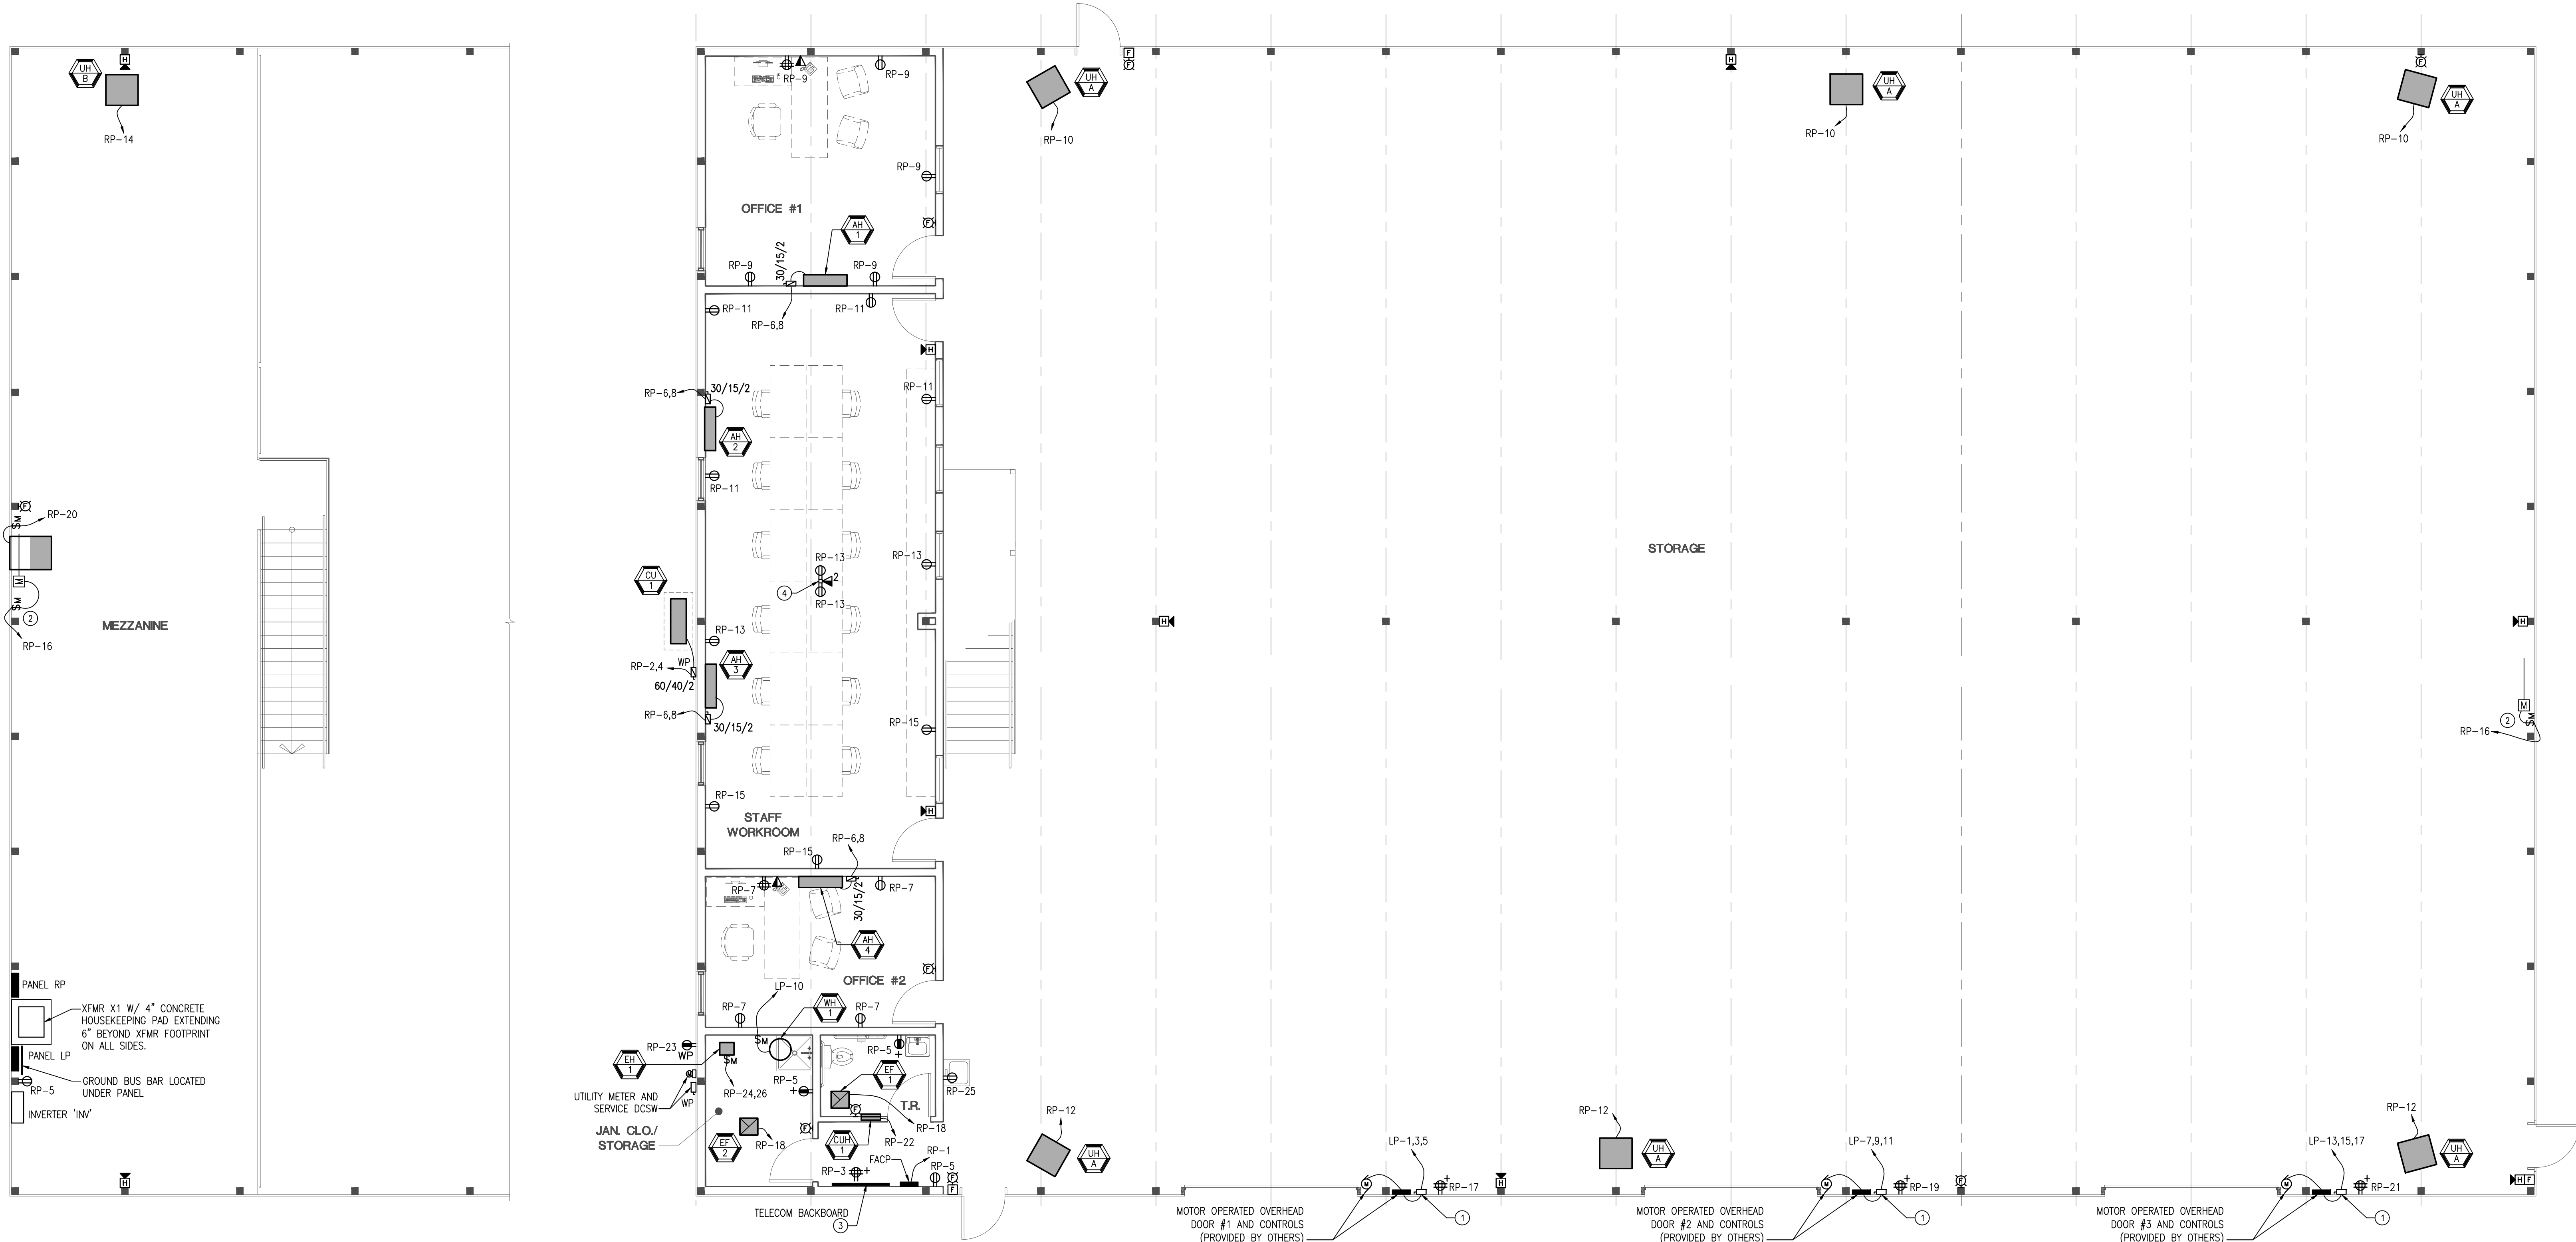 UH
B
RP-14
RP-20
2
RP-16
MEZZANINE
PANEL RP
XFMR X1 W/ 4" CONCRETE
HOUSEKEEPING PAD EXTENDING
6" BEYOND XFMR FOOTPRINT
ON ALL SIDES.
PANEL LP
GROUND BUS BAR LOCATED
UNDER PANEL
RP-5
INVERTER 'INV'
H
H
F
$M
M
$M
RP-9
RP-9
RP-9
OFFICE #1
F
AH
1
RP-9
30/15/2
RP-9
RP-6,8
RP-11
RP-11
H
RP-6,8
30/15/2
RP-11
AH
2
RP-11
RP-13
RP-13
4
2
RP-13
CU
1
RP-13
RP-2,4
WP
60/40/2
AH
3
RP-6,8
30/15/2
RP-15
RP-15
H
STAFF
WORKROOM
RP-6,8
RP-15
RP-7
RP-7
30/15/2
AH
4
F
OFFICE #2
LP-10
RP-7
WH
1
RP-7
RP-23
WP
$M
EH
1
$M
RP-24,26
RP-5
RP-5
EF
1
M
UTILITY METER AND
SERVICE DCSW
WP
RP-25
T.R.
F
JAN. CLO./
STORAGE
F
EF
2
RP-18
CUH
1
RP-18
RP-22
FACP
RP-1
RP-3
RP-5
F
F
TELECOM BACKBOARD
3
UH
A
RP-10
F
F
H
UH
A
RP-10
F
UH
A
RP-10
STORAGE
H
H
M
$M
2
RP-16
RP-12
UH
A
RP-12
UH
A
RP-12
UH
A
LP-1,3,5
M
RP-17
H
1
MOTOR OPERATED OVERHEAD
DOOR #1 AND CONTROLS
(PROVIDED BY OTHERS)
LP-7,9,11
M
RP-19
F
1
MOTOR OPERATED OVERHEAD
DOOR #2 AND CONTROLS
(PROVIDED BY OTHERS)
LP-13,15,17
M
RP-21
H F
1
MOTOR OPERATED OVERHEAD
DOOR #3 AND CONTROLS
(PROVIDED BY OTHERS)